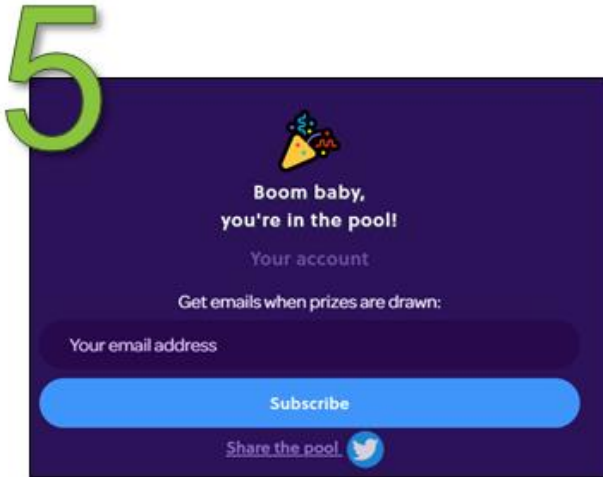 5
Boom baby,
you're in the pool!
Your account
Get emails when prizes are drawn:
Your email address
Subscribe
Share the pool